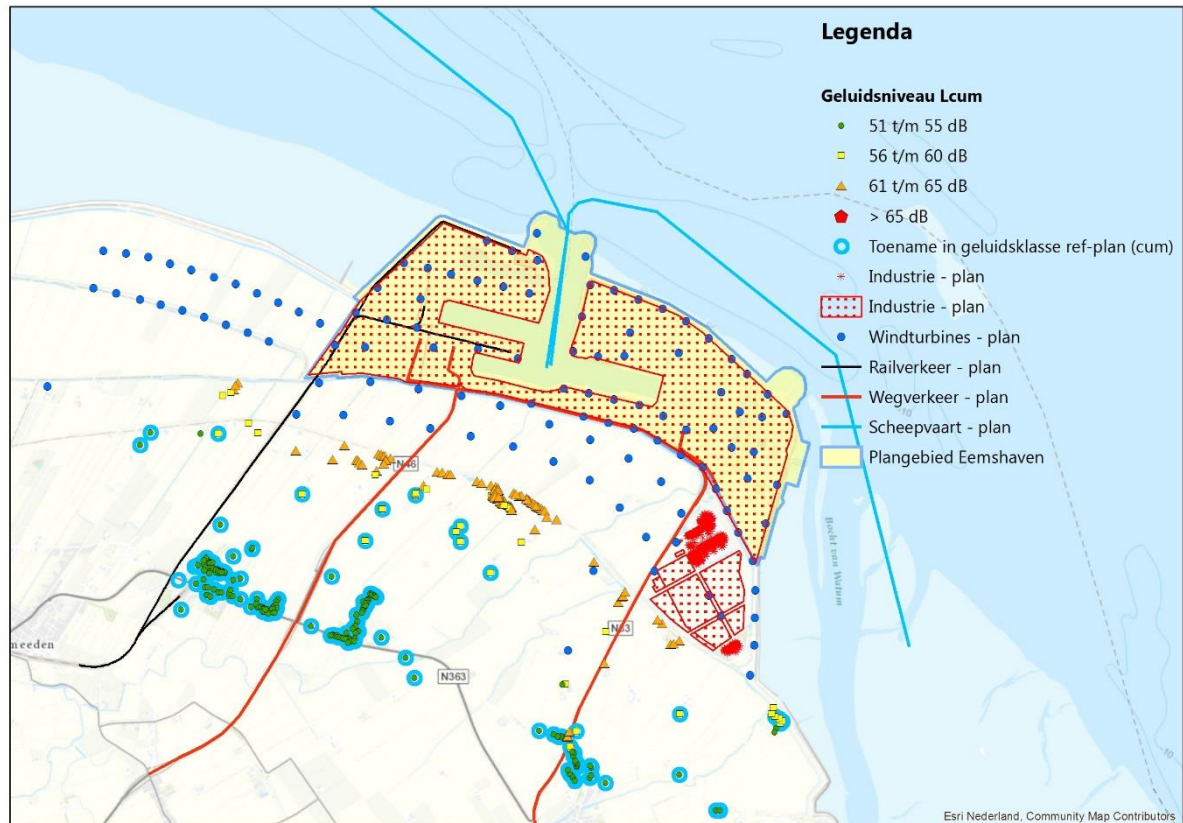 Legenda
Geluidsniveau Lcum
51 t/m 55 dB
56 t/m 60 dB
61 t/m 65 dB
> 65 dB
Toename in geluidsklasse ref-plan (cum)
Industrie - plan
Industrie - plan
Windturbines - plan
Railverkeer - plan
Wegverkeer - plan
Scheepvaart - plan
Plangebied Eemshaven
-10
N46
Bocht van Watum
N33
meeden
N363
-10
Esri Nederland, Community Map Contributors